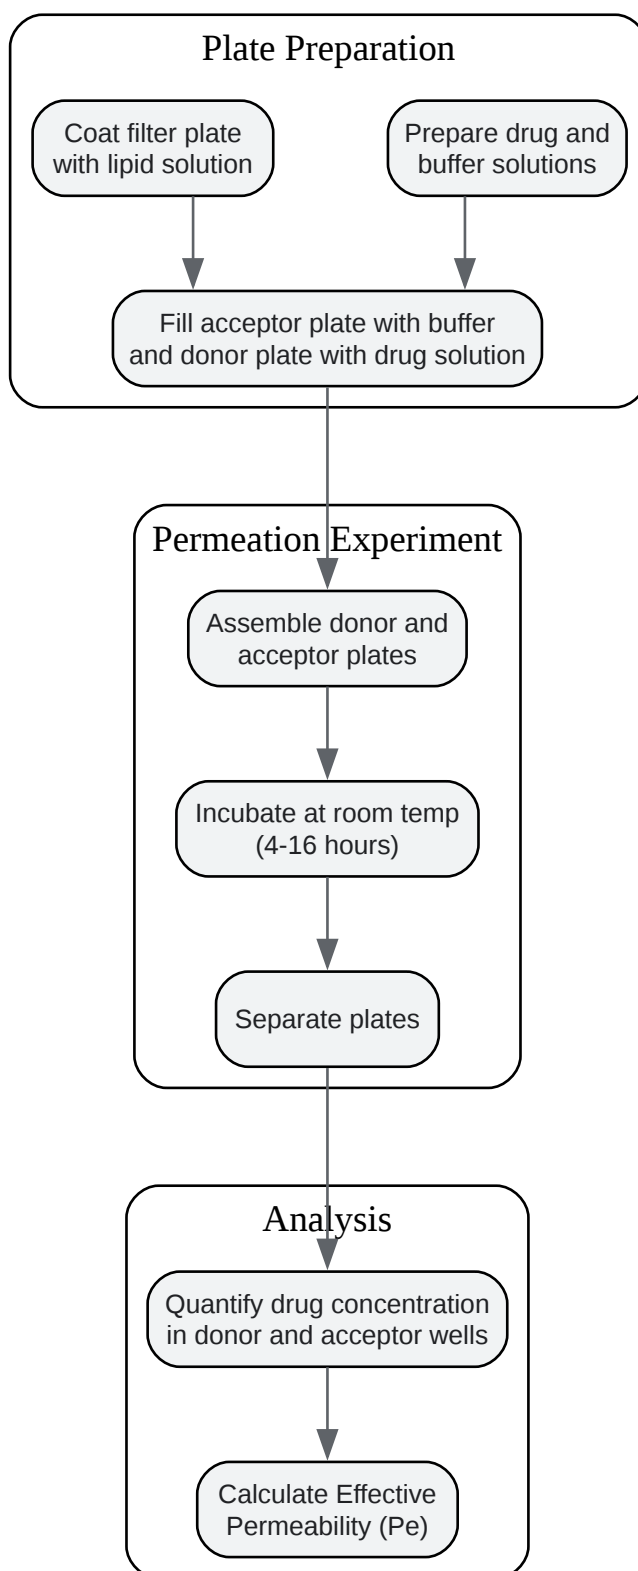 Plate Preparation
Coat filter plate
with lipid solution
Prepare drug and
buffer solutions
Fill acceptor plate with buffer
and donor plate with drug solution
Permeation Experiment
Assemble donor and
acceptor plates
Incubate at room temp
(4-16 hours)
Separate plates
Analysis
Quantify drug concentration
in donor and acceptor wells
Calculate Effective
Permeability (Pe)